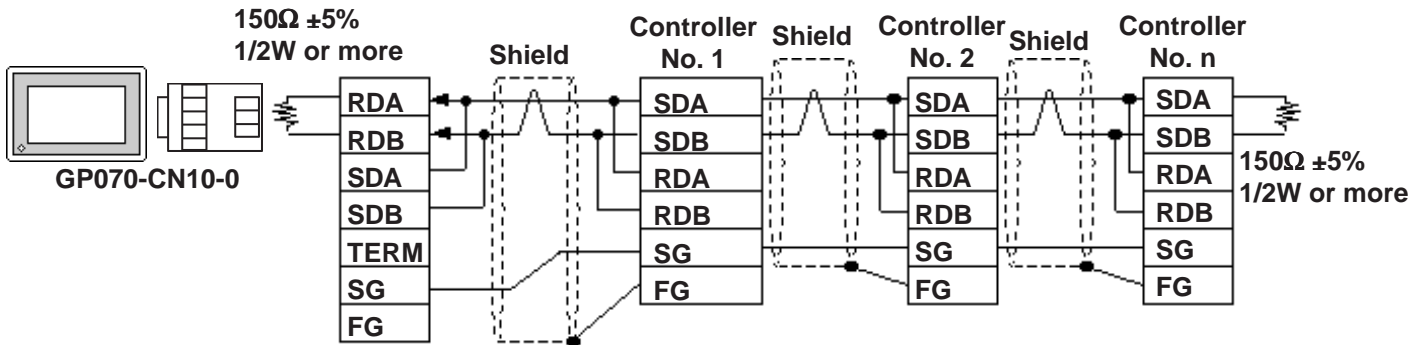 150Ω ±5%
1/2W or more
GP070-CN10-0
RDA
RDB
SDA
SDB
TERM
SG
FG
Shield
Controller
No. 1
SDA
SDB
RDA
RDB
SG
FG
Shield
Controller
No. 2
SDA
SDB
RDA
RDB
SG
FG
Shield
Controller
No. n
SDA
SDB
RDA
RDB
SG
FG
150Ω ±5%
1/2W or more